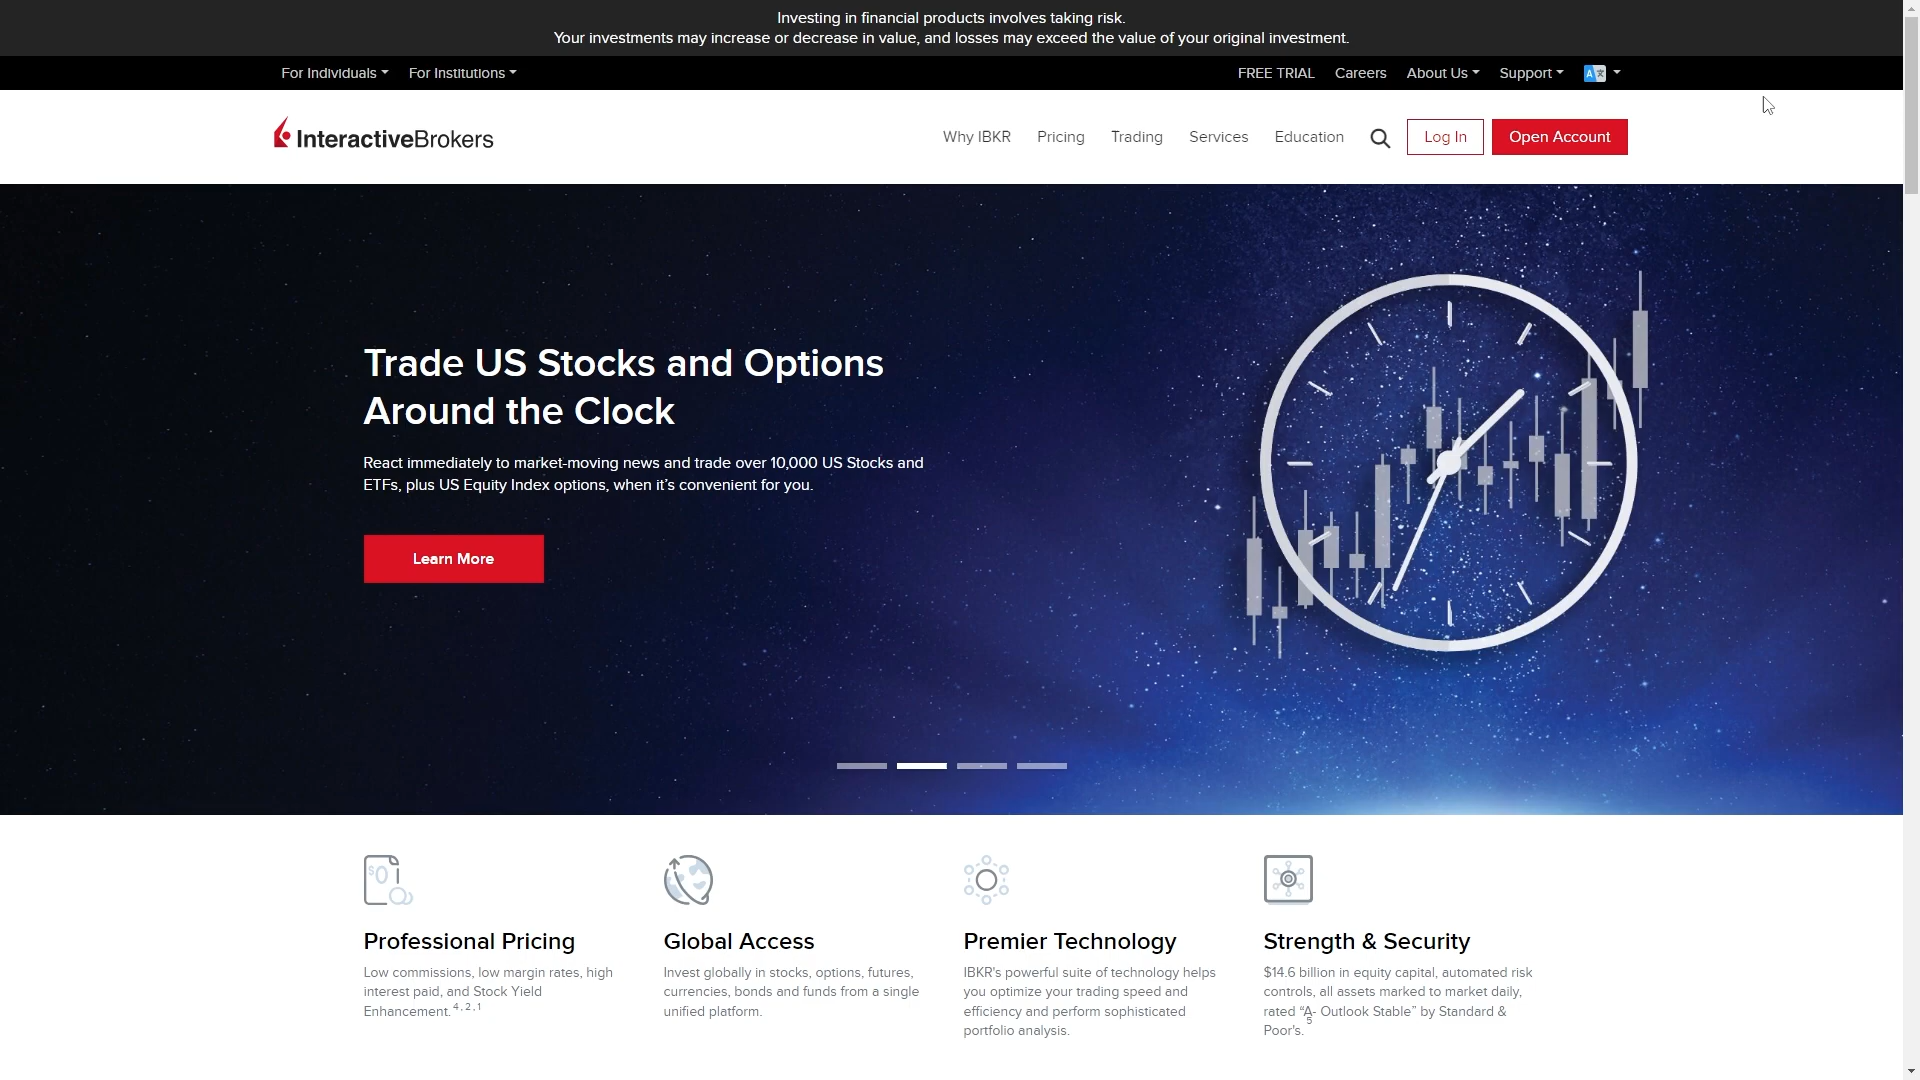 Investing in financial products involves taking risk.
Your investments may increase or decrease in value, and losses may exceed the value of your original investment.
For Individuals For Institutions FREE TRIAL Careers About Us Support
InteractiveBrokers Why IBKR Pricing Trading Services Education Log In Open Account
Trade US Stocks and Options
Around the Clock
React immediately to market-moving news and trade over 10,000 US Stocks and
ETFs, plus US Equity Index options, when it’s convenient for you.
Learn More
Professional Pricing
Low commissions, low margin rates, high
interest paid, and Stock Yield
Enhancement. 4,2,1
Global Access
Invest globally in stocks, options, futures,
currencies, bonds and funds from a single
unified platform.
Premier Technology
IBKR's powerful suite of technology helps
you optimize your trading speed and
efficiency and perform sophisticated
portfolio analysis.
Strength & Security
$14.6 billion in equity capital, automated risk
controls, all assets marked to market daily,
rated “A- Outlook Stable” by Standard &
Poor's. 5